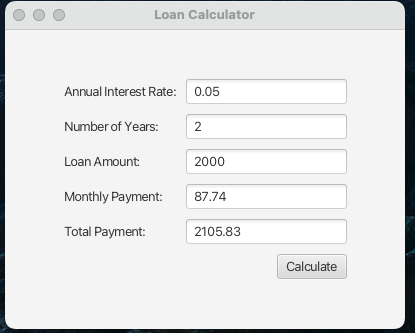 Loan Calculator
Annual Interest Rate: 0.05
Number of Years: 2
Loan Amount: 2000
Monthly Payment: 87.74
Total Payment: 2105.83
Calculate